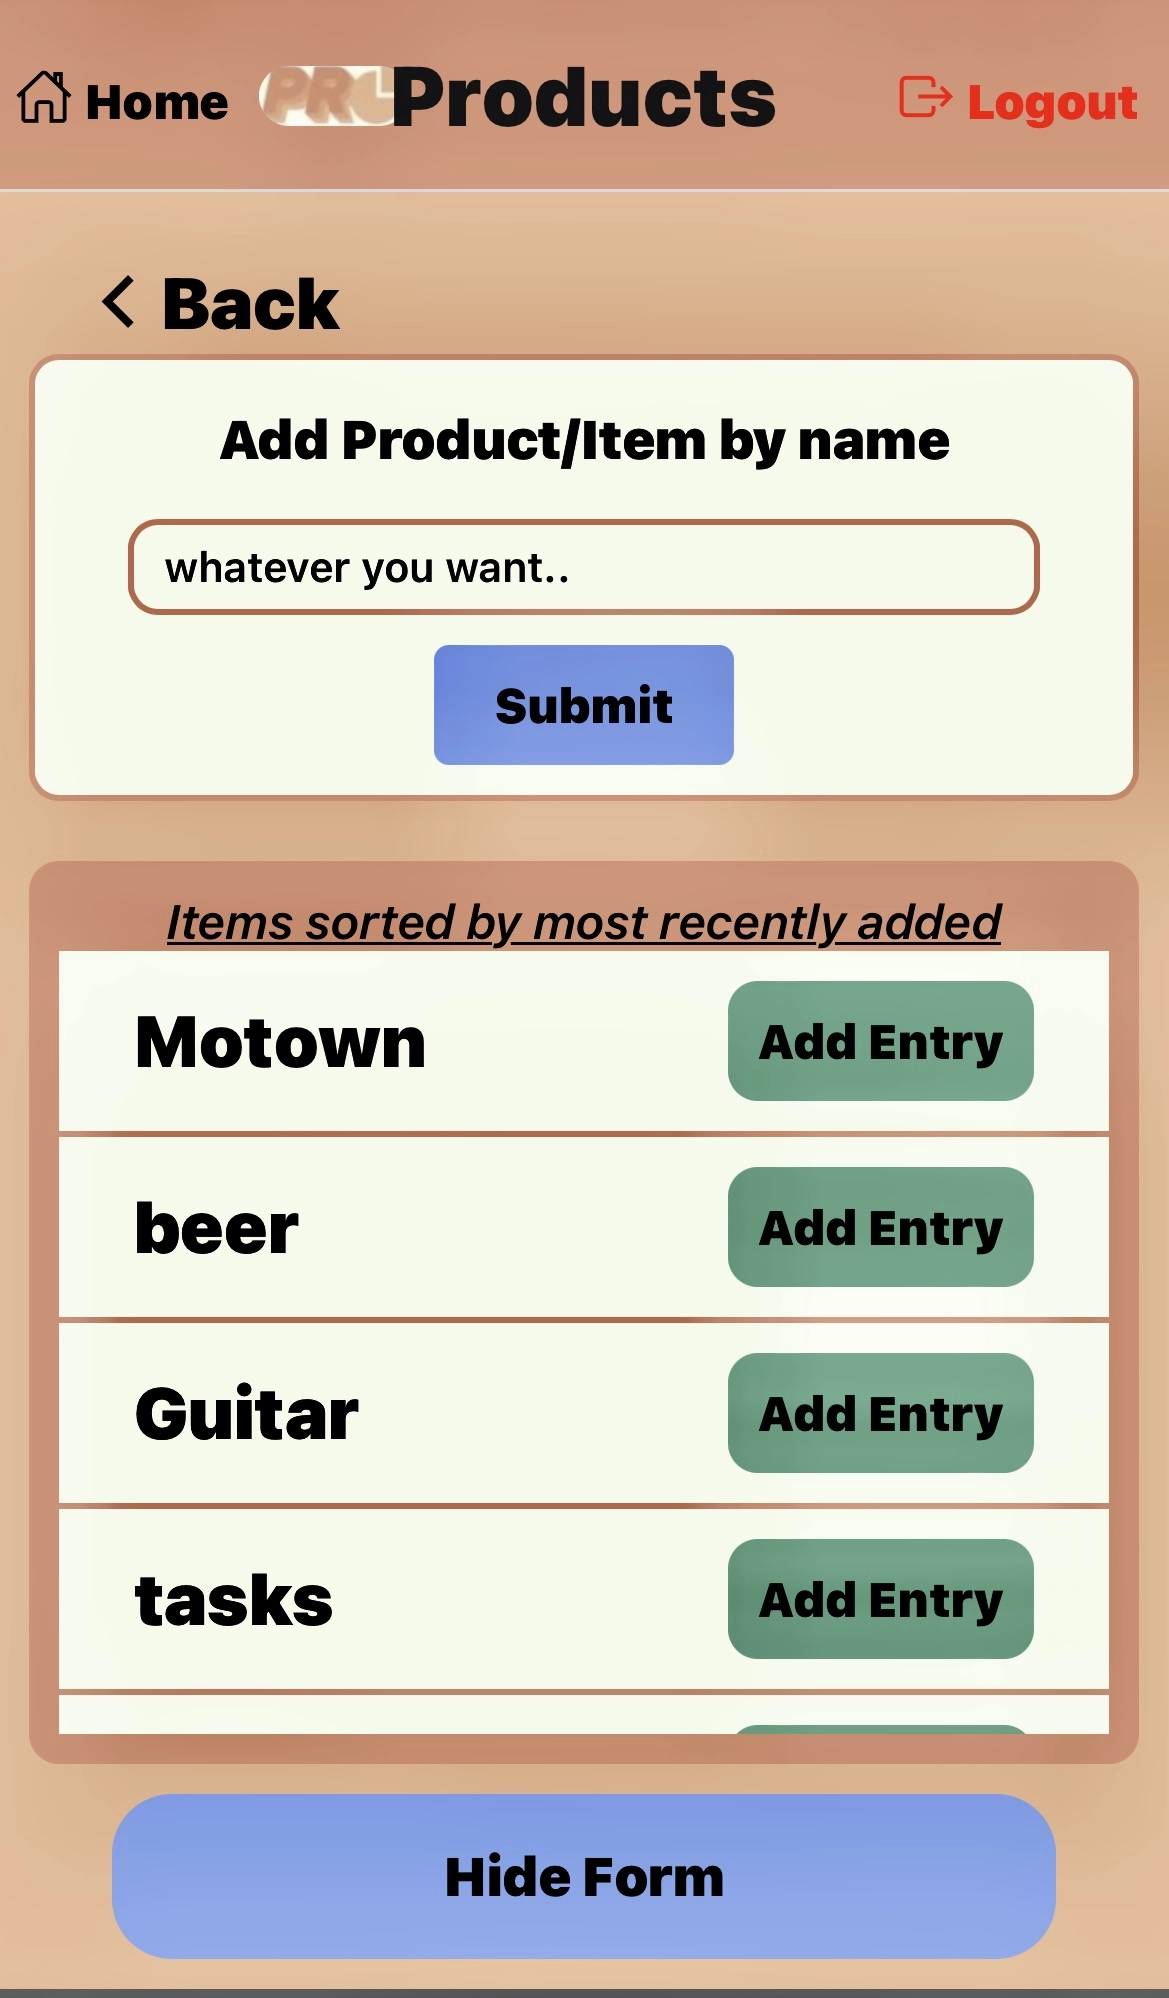 Home Products Logout
Back
Add Product/Item by name
whatever you want..
Submit
Items sorted by most recently added
Motown Add Entry
beer Add Entry
Guitar Add Entry
tasks Add Entry
Hide Form